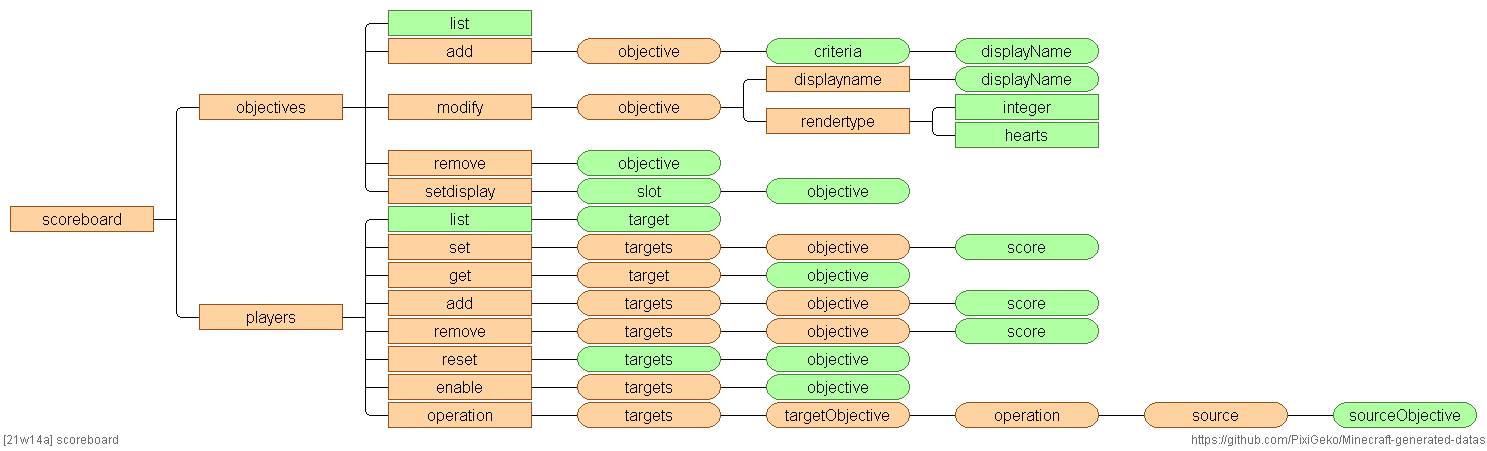 list
add objective criteria displayName
displayname displayName
objectives modify objective integer
rendertype hearts
remove objective
setdisplay slot objective
scoreboard list target
set targets objective score
get target objective
add targets objective score
players
remove targets objective score
reset targets objective
enable targets objective
operation targets targetObjective operation source sourceObjective
[21w14a] scoreboard https://github.com/PixiGeko/Minecraft-generated-datas